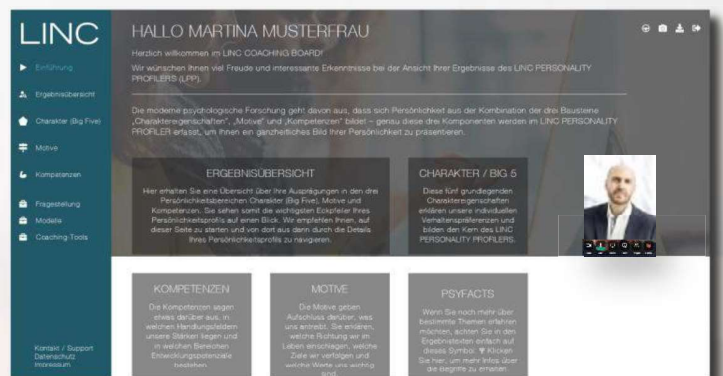 LINC
Einführung
Ergebnisübersicht
Charakter (Big Five)
Motive
Kompetenzen
Fragestellung
Modelle
Coaching-Tools
Kontakt / Support
Datenschutz
Impressum
HALLO MARTINA MUSTERFRAU
Herzlich willkommen im LINC COACHING BOARD!
Wir wünschen Ihnen viel Freude und interessante Erkenntnisse bei der Ansicht Ihrer Ergebnisse des LINC PERSONALITY
PROFILERS (LPP).
Die moderne psychologische Forschung geht davon aus, dass sich Persönlichkeit aus der Kombination der drei Bausteine
„Charaktereigenschaften", „Motive" und „Kompetenzen" bildet – genau diese drei Komponenten werden im LINC PERSONALITY
PROFILER erfasst, um Ihnen ein ganzheitliches Bild Ihrer Persönlichkeit zu präsentieren.
ERGEBNISÜBERSICHT
Hier erhalten Sie eine Übersicht über Ihre Ausprägungen in den drei
Persönlichkeitsbereichen Charakter (Big Five), Motive und
Kompetenzen. Sie sehen somit die wichtigsten Eckpfeiler Ihres
Persönlichkeitsprofils auf einen Blick. Wir empfehlen Ihnen, auf
dieser Seite zu starten und von dort aus dann durch die Details
Ihres Persönlichkeitsprofils zu navigieren.
CHARAKTER / BIG 5
Diese fünf grundlegenden
Charaktereigenschaften
erklären unsere individuellen
Verhaltenspräferenzen und
bilden den Kern des LINC
PERSONALITY PROFILERS.
KOMPETENZEN
Die Kompetenzen sagen
etwas darüber aus, in
welchen Handlungsfeldern
unsere Stärken liegen und
in welchen Bereichen
Entwicklungspotenziale
bestehen.
MOTIVE
Die Motive geben
Aufschluss darüber, was
uns antreibt. Sie erklären,
welche Richtung wir im
Leben einschlagen, welche
Ziele wir verfolgen und
welche Werte uns wichtig
sind.
PSYFACTS
Wenn Sie noch mehr über
bestimmte Themen erfahren
möchten, achten Sie in den
Ergebnistexten einfach auf
dieses Symbol: Ψ Klicken
Sie hier, um mehr Infos über
die Begriffe zu erhalten.